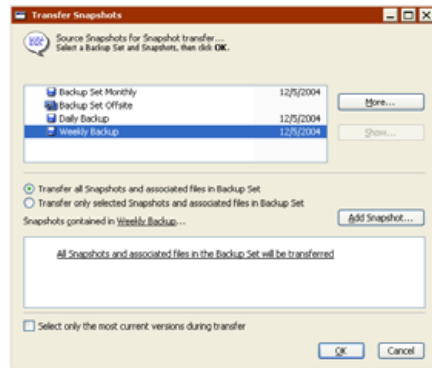 Transfer Snapshots
Source Snapshots for Snapshot transfer...
Select a Backup Set and Snapshots, then click OK.
Backup Set Monthly 12/5/2004
Backup Set Offsite
Daily Backup 12/5/2004
Weekly Backup 12/5/2004
More...
Show...
Transfer all Snapshots and associated files in Backup Set
Transfer only selected Snapshots and associated files in Backup Set
Snapshots contained in Weekly Backup...
Add Snapshot...
All Snapshots and associated files in the Backup Set will be transferred
Select only the most current versions during transfer
OK
Cancel